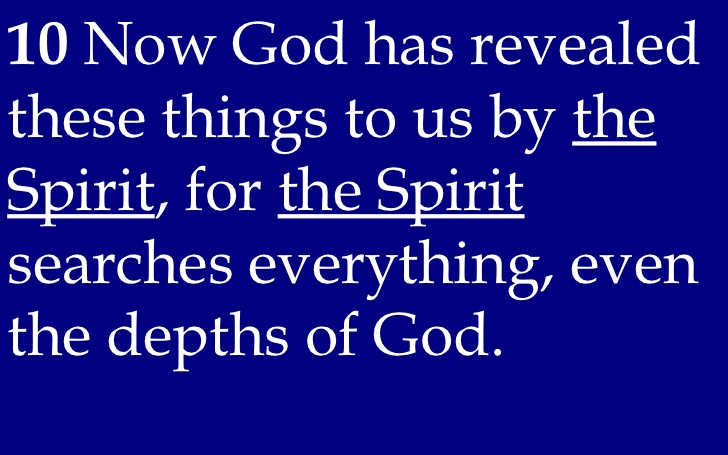 10 Now God has revealed
these things to us by the
Spirit, for the Spirit
searches everything, even
the depths of God.